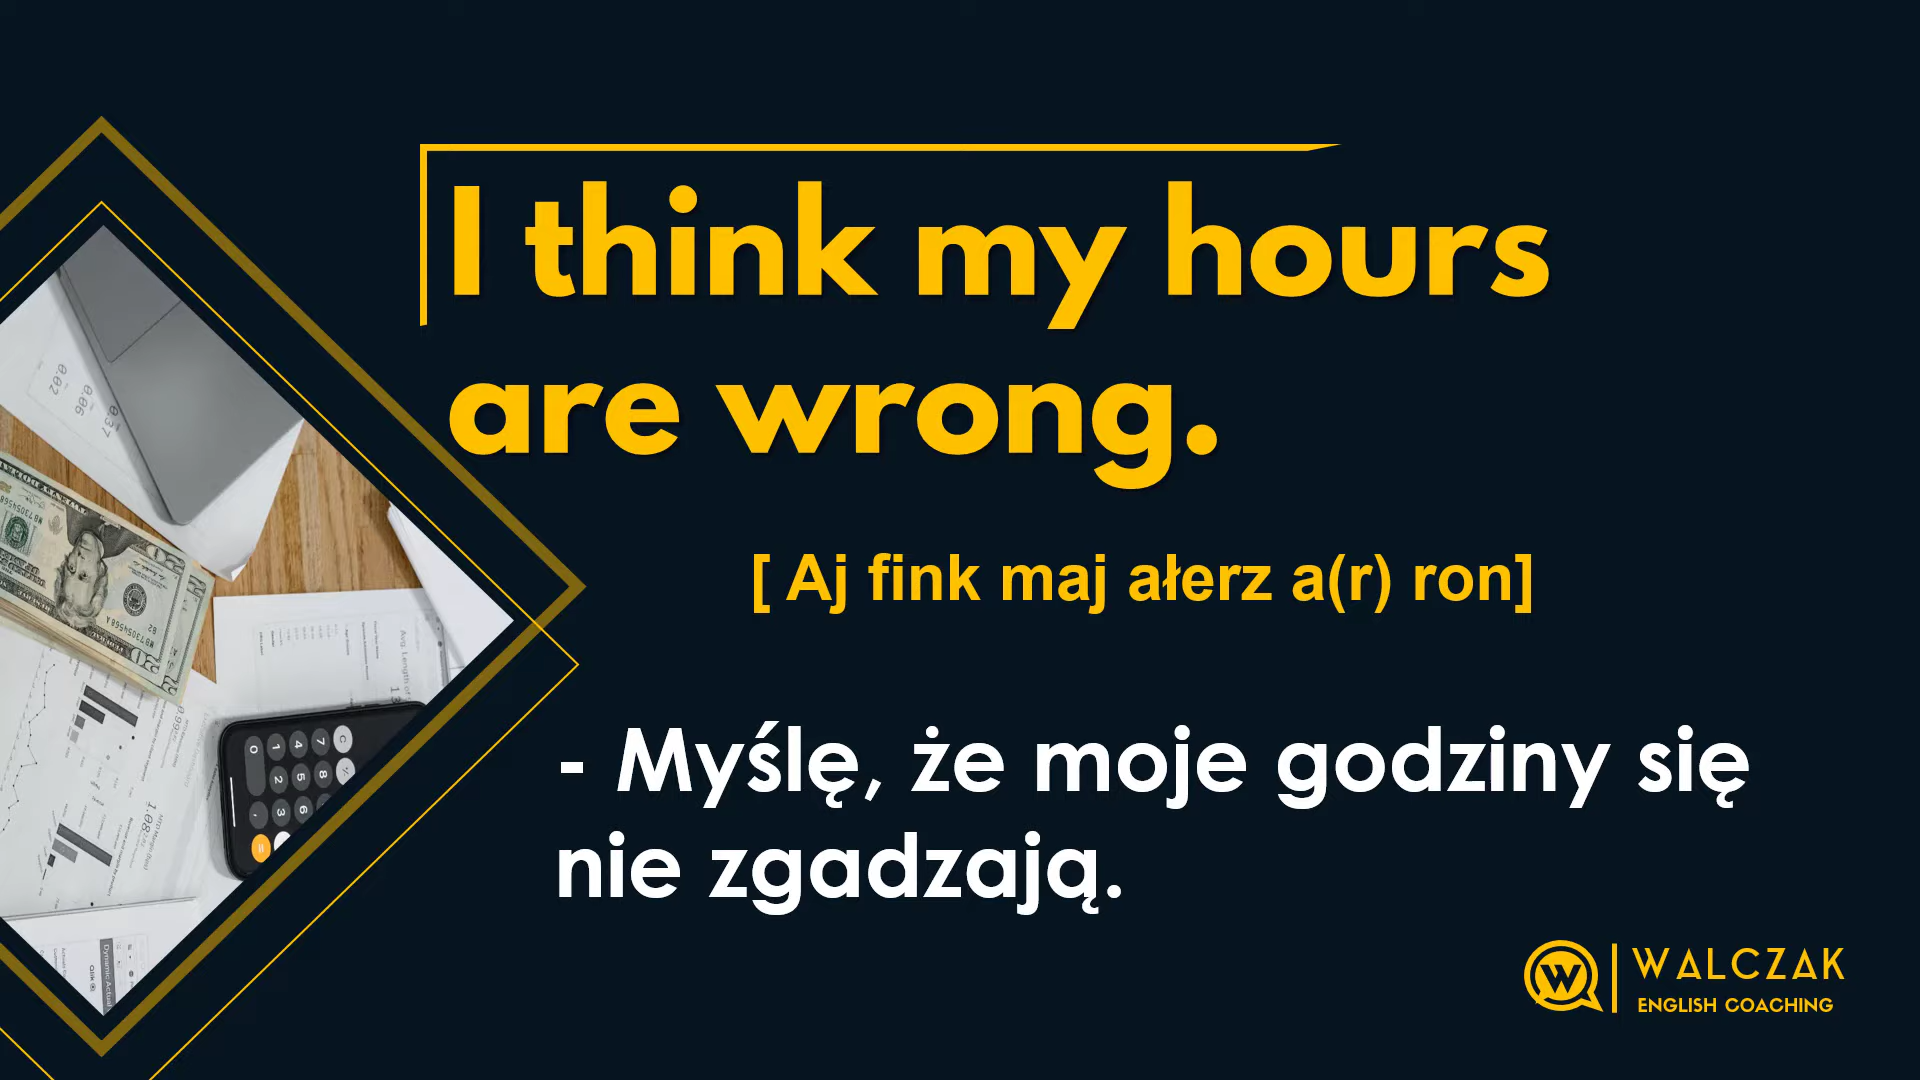 I think my hours
are wrong.
[ Aj fink maj ałerz a(r) ron]
- Myślę, że moje godziny się
nie zgadzają.
WALCZAK
ENGLISH COACHING